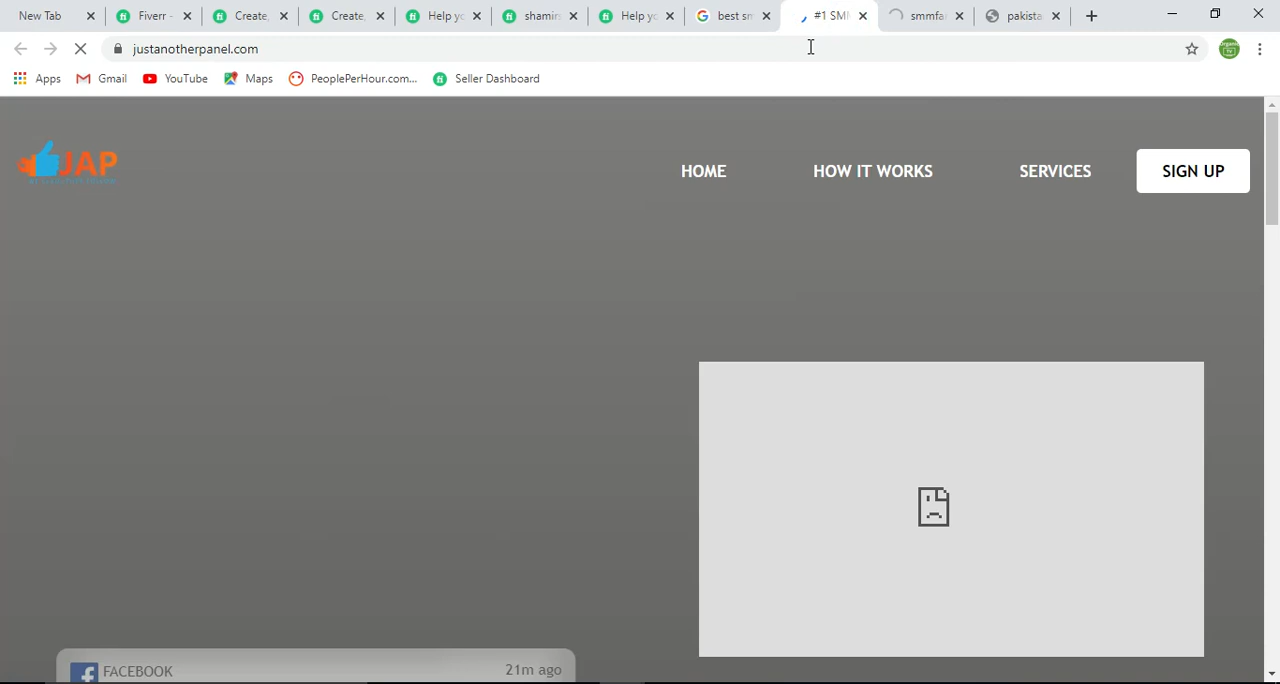 New Tab
Fiverr -
Create,
Create,
Help yo
shamin
Help yo
best sm
#1 SMM
smmfa
pakista
justanotherpanel.com
Apps
Gmail
YouTube
Maps
PeoplePerHour.com...
Seller Dashboard
JAP
HOME
HOW IT WORKS
SERVICES
SIGN UP
FACEBOOK
21m ago